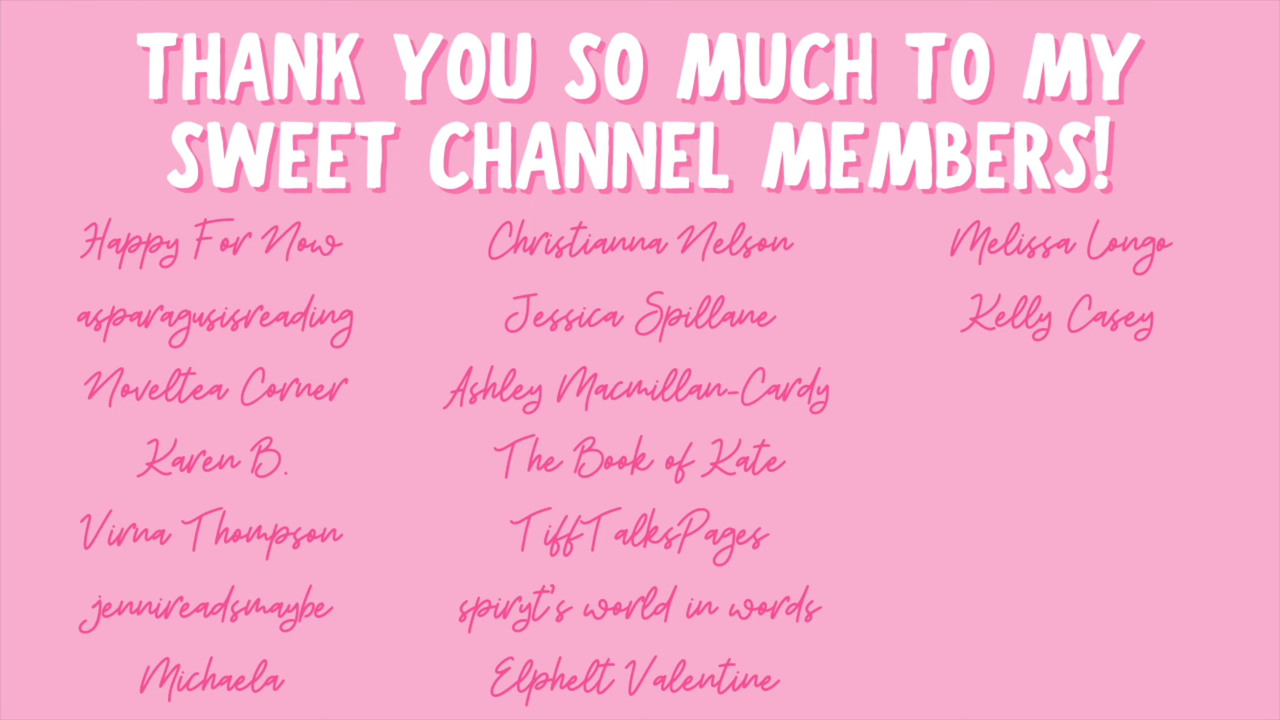 THANK YOU SO MUCH TO MY
SWEET CHANNEL MEMBERS!
Happy For Now
asparagusisreading
Noveltea Corner
Karen B.
Virna Thompson
jennireadsmaybe
Michaela
Christianna Nelson
Jessica Spillane
Ashley Macmillan-Cardy
The Book of Kate
TiffTalksPages
spiryt's world in words
Elphelt Valentine
Melissa Longo
Kelly Casey